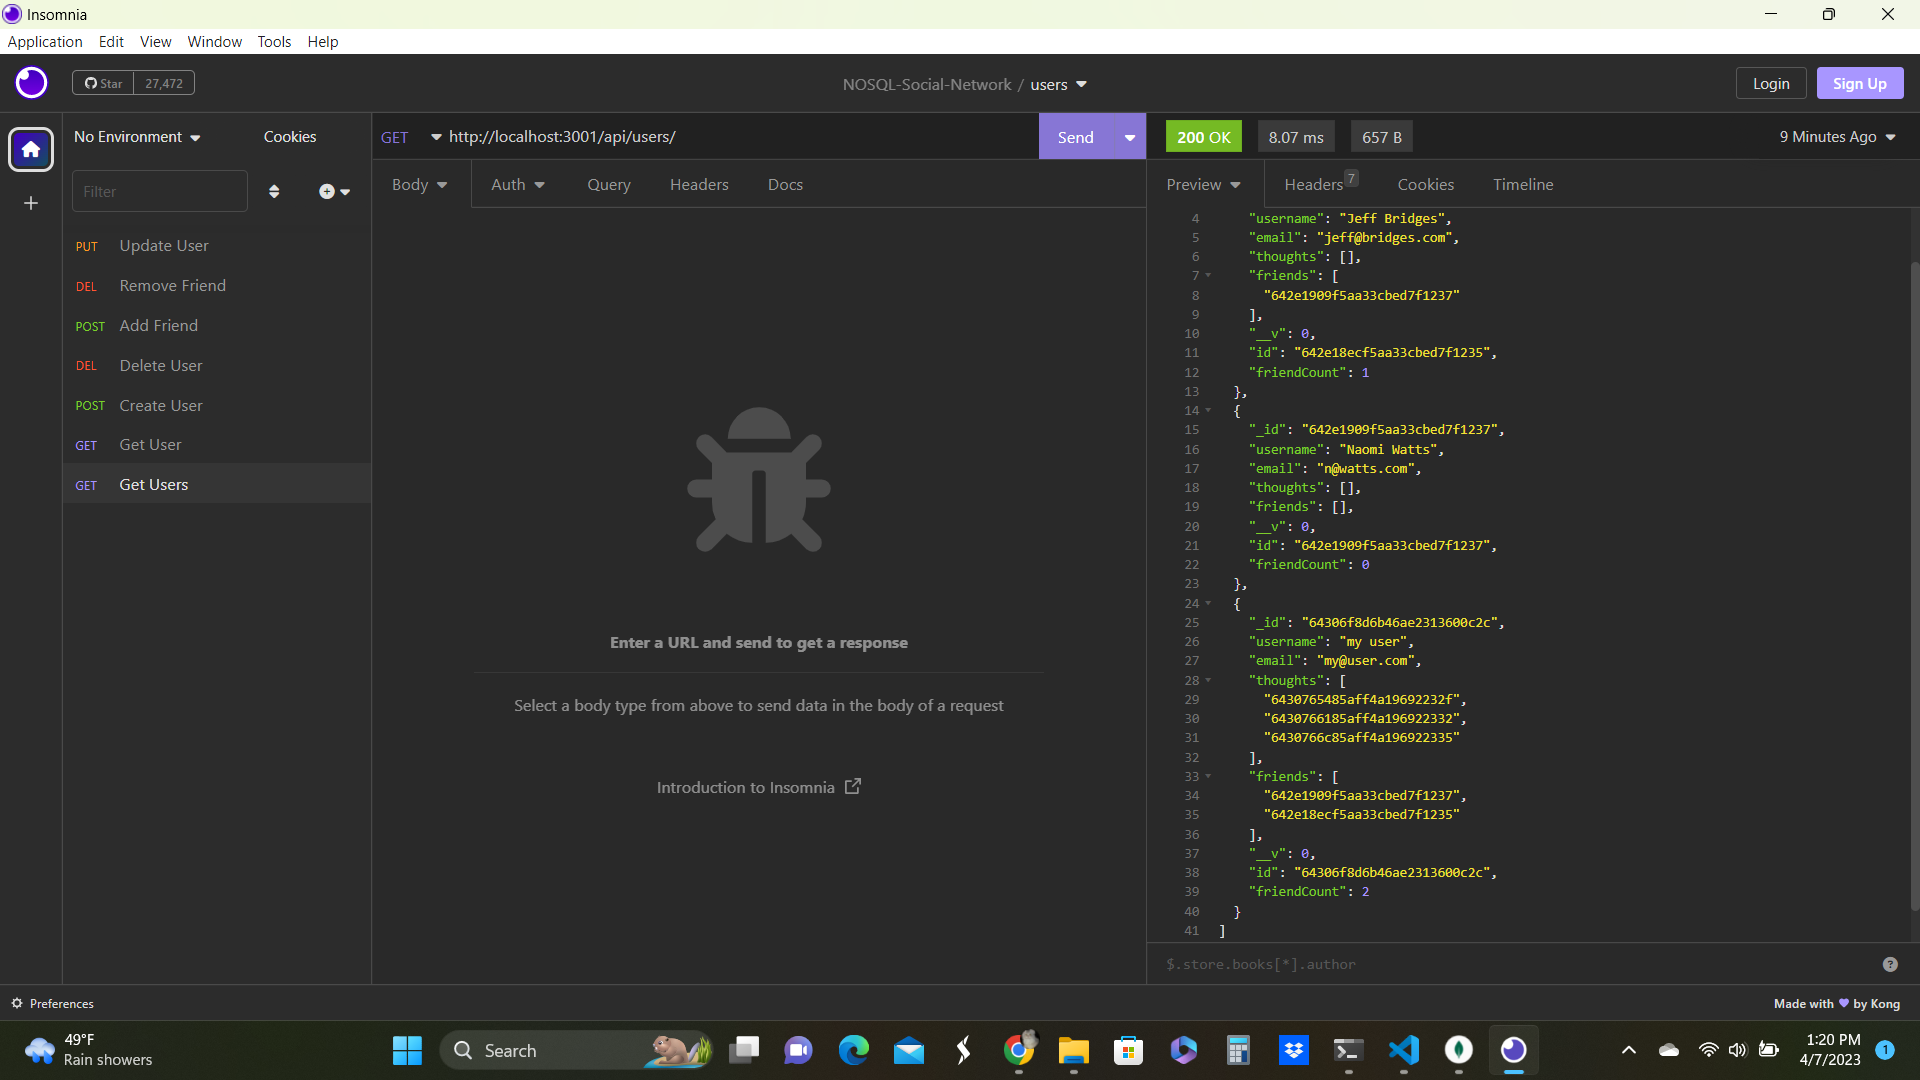 Insomnia
Application Edit View Window Tools Help
Star 27,472
NOSQL-Social-Network / users
Login Sign Up
No Environment Cookies
GET http://localhost:3001/api/users/
Send
200 OK 8.07 ms 657 B 9 Minutes Ago
Filter
Body Auth Query Headers Docs
Preview Headers 7 Cookies Timeline
PUT Update User
DEL Remove Friend
POST Add Friend
DEL Delete User
POST Create User
GET Get User
GET Get Users
Enter a URL and send to get a response
Select a body type from above to send data in the body of a request
Introduction to Insomnia
4 "username": "Jeff Bridges",
5 "email": "jeff@bridges.com",
6 "thoughts": [],
7 "friends": [
8 "642e1909f5aa33cbed7f1237"
9 ],
10 "__v": 0,
11 "id": "642e18ecf5aa33cbed7f1235",
12 "friendCount": 1
13 },
14 {
15 "_id": "642e1909f5aa33cbed7f1237",
16 "username": "Naomi Watts",
17 "email": "n@watts.com",
18 "thoughts": [],
19 "friends": [],
20 "__v": 0,
21 "id": "642e1909f5aa33cbed7f1237",
22 "friendCount": 0
23 },
24 {
25 "_id": "64306f8d6b46ae2313600c2c",
26 "username": "my user",
27 "email": "my@user.com",
28 "thoughts": [
29 "6430765485aff4a19692232f",
30 "6430766185aff4a196922332",
31 "6430766c85aff4a196922335"
32 ],
33 "friends": [
34 "642e1909f5aa33cbed7f1237",
35 "642e18ecf5aa33cbed7f1235"
36 ],
37 "__v": 0,
38 "id": "64306f8d6b46ae2313600c2c",
39 "friendCount": 2
40 }
41 ]
$.store.books[*].author
Preferences
Made with by Kong
49°F
Rain showers
Search
1:20 PM
4/7/2023
1